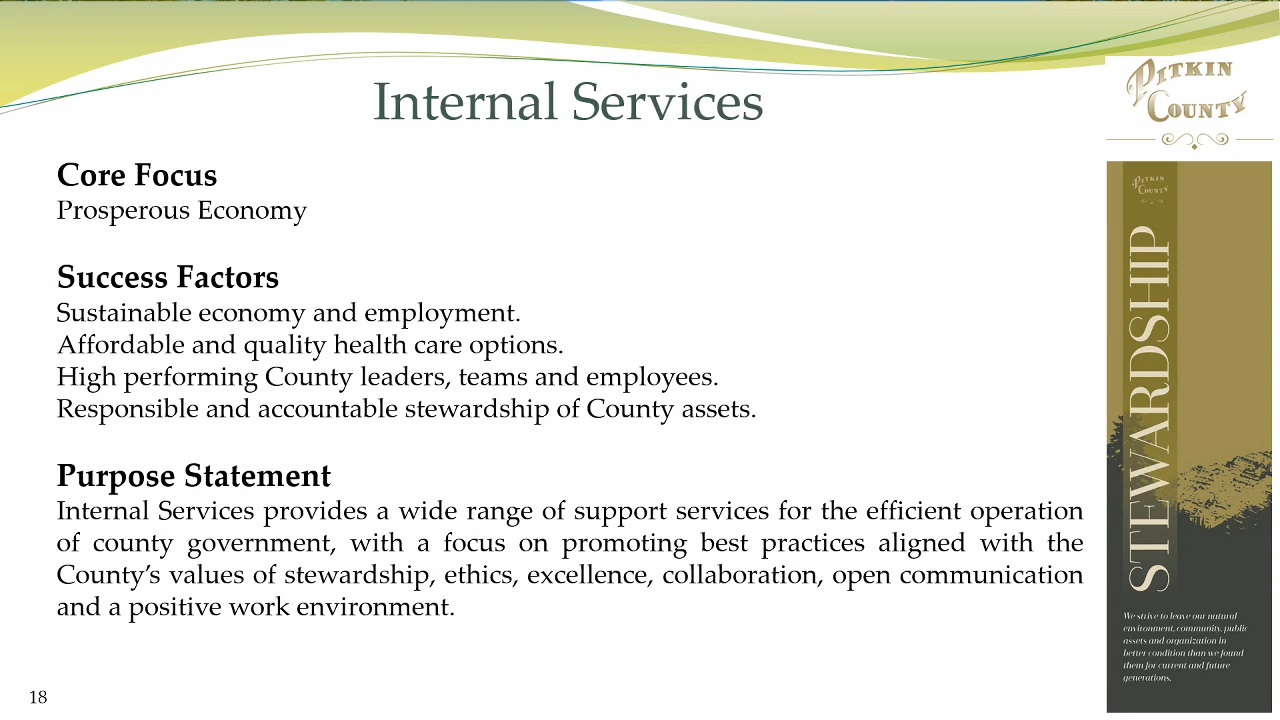 Internal Services
PITKIN
COUNTY
Core Focus
Prosperous Economy
Success Factors
Sustainable economy and employment.
Affordable and quality health care options.
High performing County leaders, teams and employees.
Responsible and accountable stewardship of County assets.
Purpose Statement
Internal Services provides a wide range of support services for the efficient operation
of county government, with a focus on promoting best practices aligned with the
County’s values of stewardship, ethics, excellence, collaboration, open communication
and a positive work environment.
18
PITKIN
COUNTY
STEWARDSHIP
We strive to leave our natural
environment, community, public
assets and organization in
better condition than we found
them for current and future
generations.